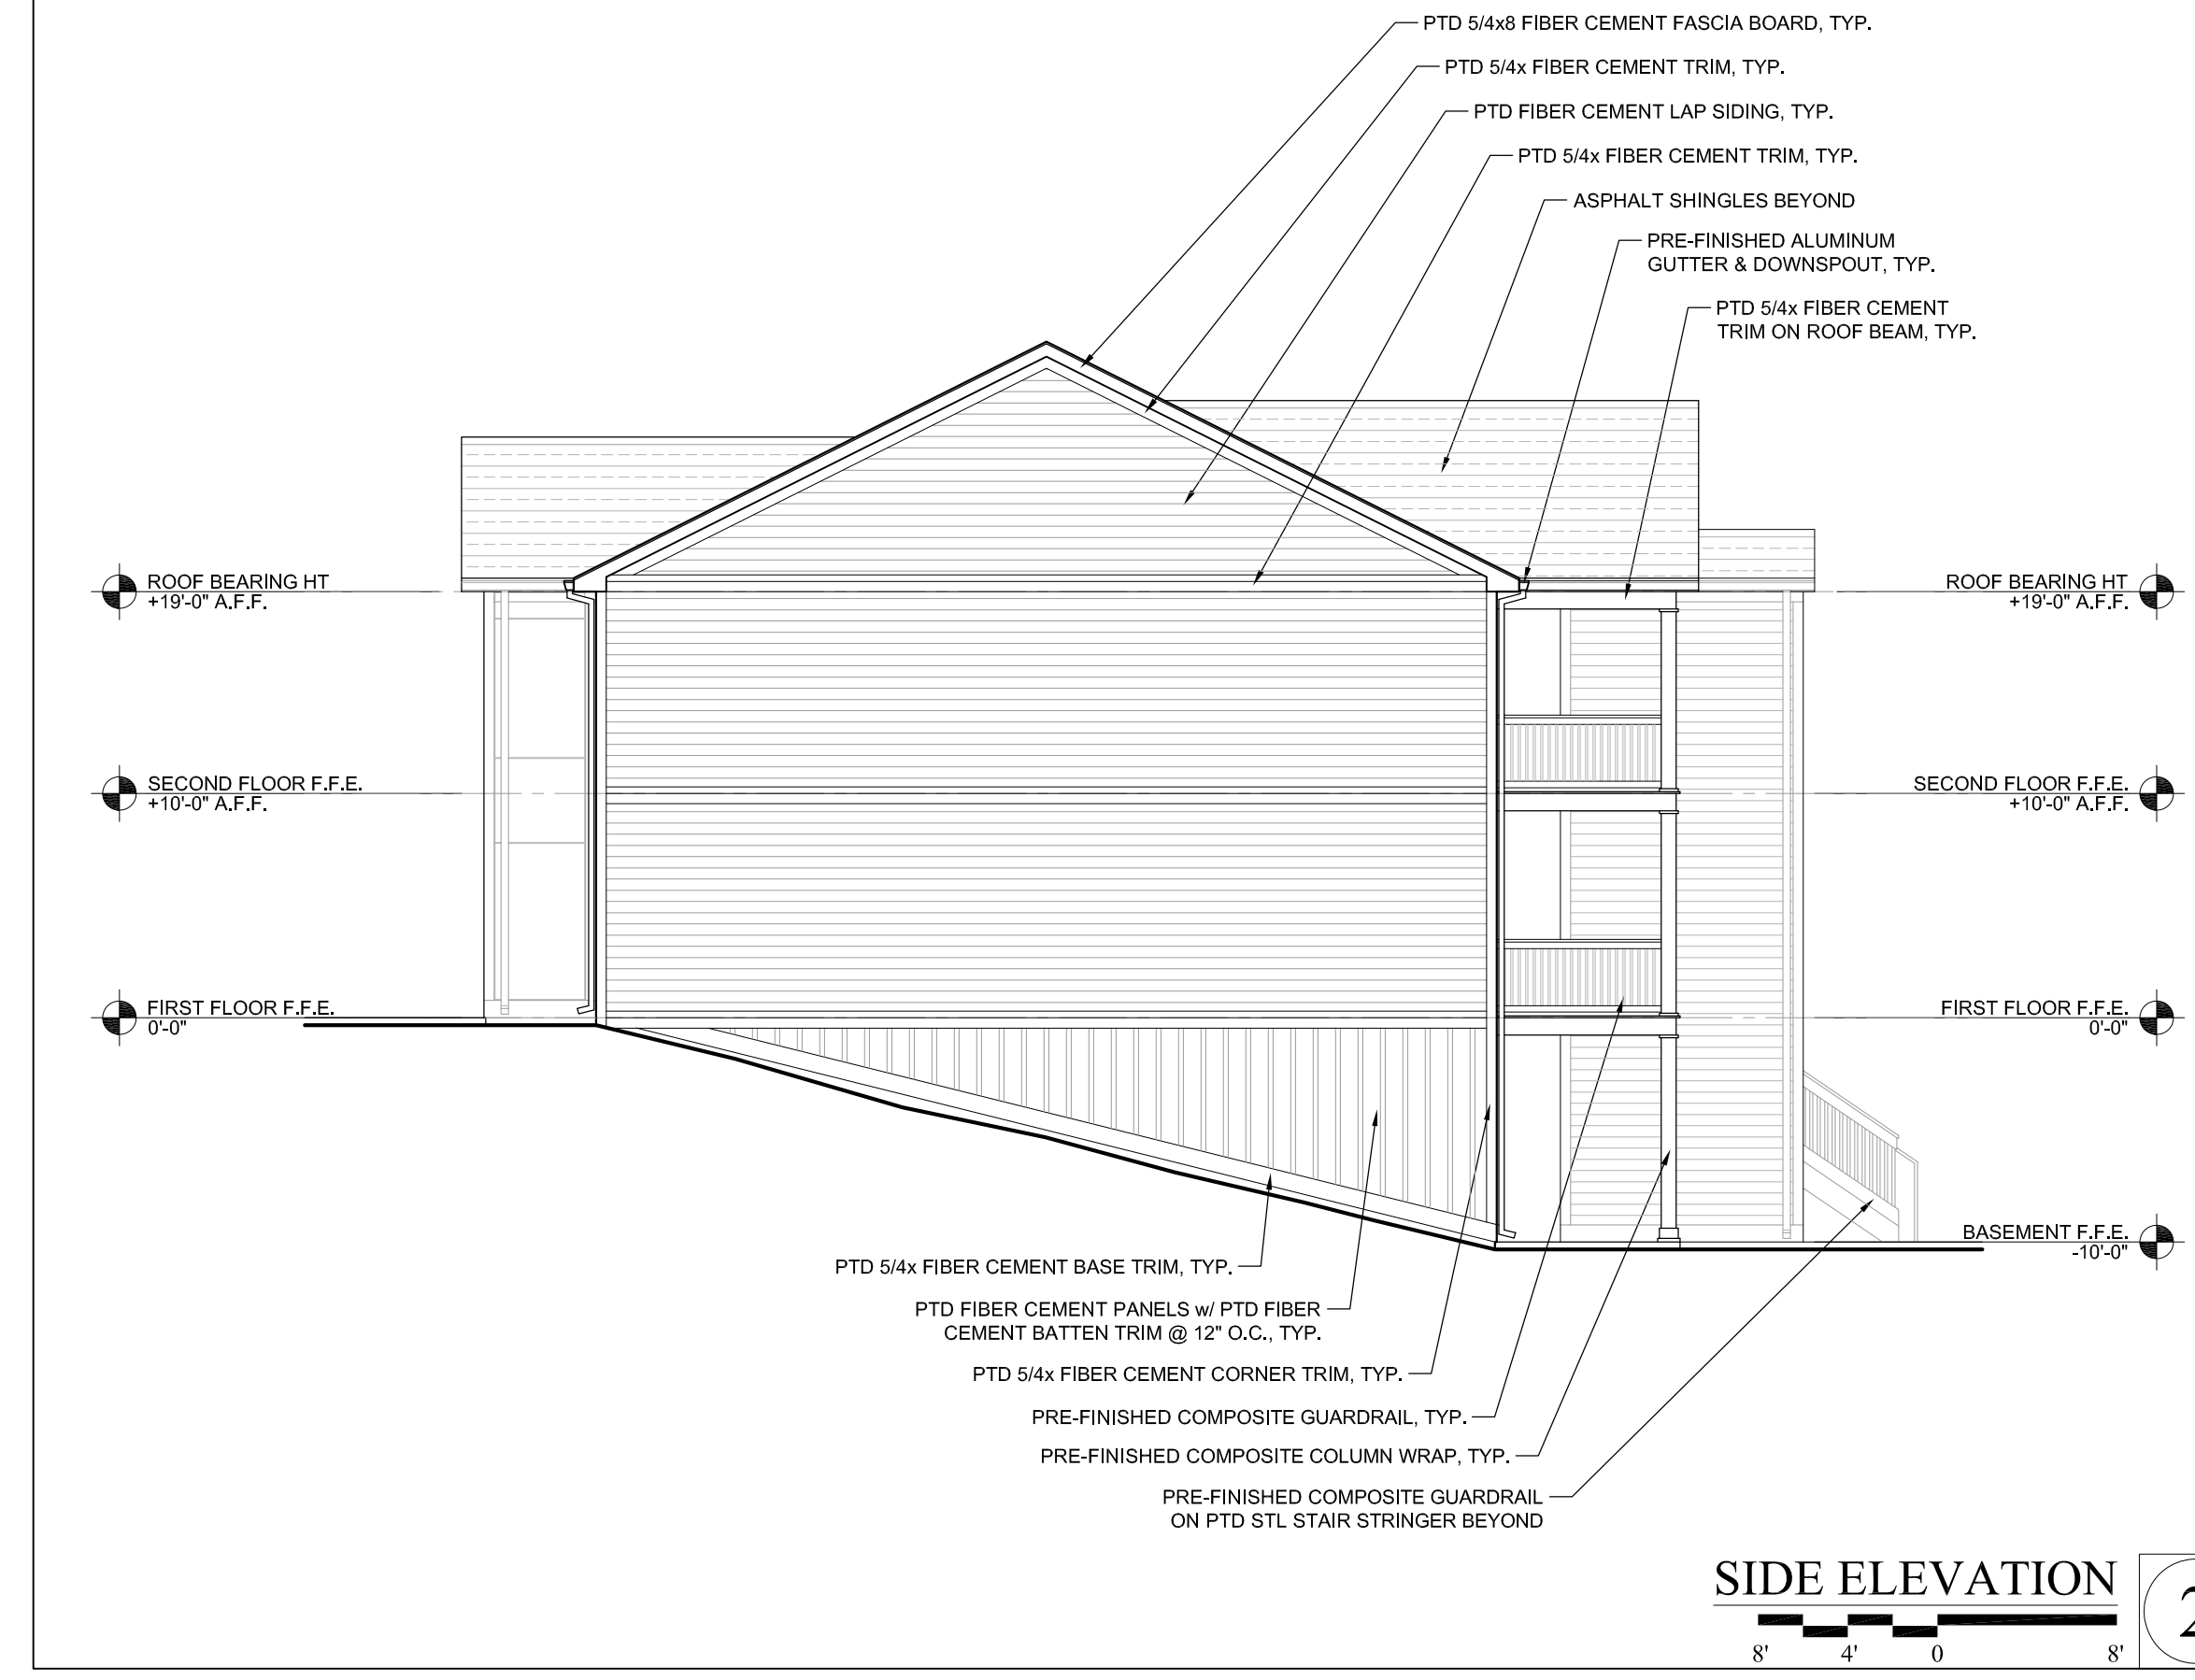 PTD 5/4x8 FIBER CEMENT FASCIA BOARD, TYP.
PTD 5/4x FIBER CEMENT TRIM, TYP.
PTD FIBER CEMENT LAP SIDING, TYP.
PTD 5/4x FIBER CEMENT TRIM, TYP.
ASPHALT SHINGLES BEYOND
PRE-FINISHED ALUMINUM
GUTTER & DOWNSPOUT, TYP.
PTD 5/4x FIBER CEMENT
TRIM ON ROOF BEAM, TYP.
ROOF BEARING HT
+19'-0" A.F.F.
ROOF BEARING HT
+19'-0" A.F.F.
SECOND FLOOR F.F.E.
+10'-0" A.F.F.
SECOND FLOOR F.F.E.
+10'-0" A.F.F.
FIRST FLOOR F.F.E.
0'-0"
FIRST FLOOR F.F.E.
0'-0"
BASEMENT F.F.E.
-10'-0"
PTD 5/4x FIBER CEMENT BASE TRIM, TYP.
PTD FIBER CEMENT PANELS w/ PTD FIBER
CEMENT BATTEN TRIM @ 12" O.C., TYP.
PTD 5/4x FIBER CEMENT CORNER TRIM, TYP.
PRE-FINISHED COMPOSITE GUARDRAIL, TYP.
PRE-FINISHED COMPOSITE COLUMN WRAP, TYP.
PRE-FINISHED COMPOSITE GUARDRAIL
ON PTD STL STAIR STRINGER BEYOND
SIDE ELEVATION
8' 4' 0 8'
2